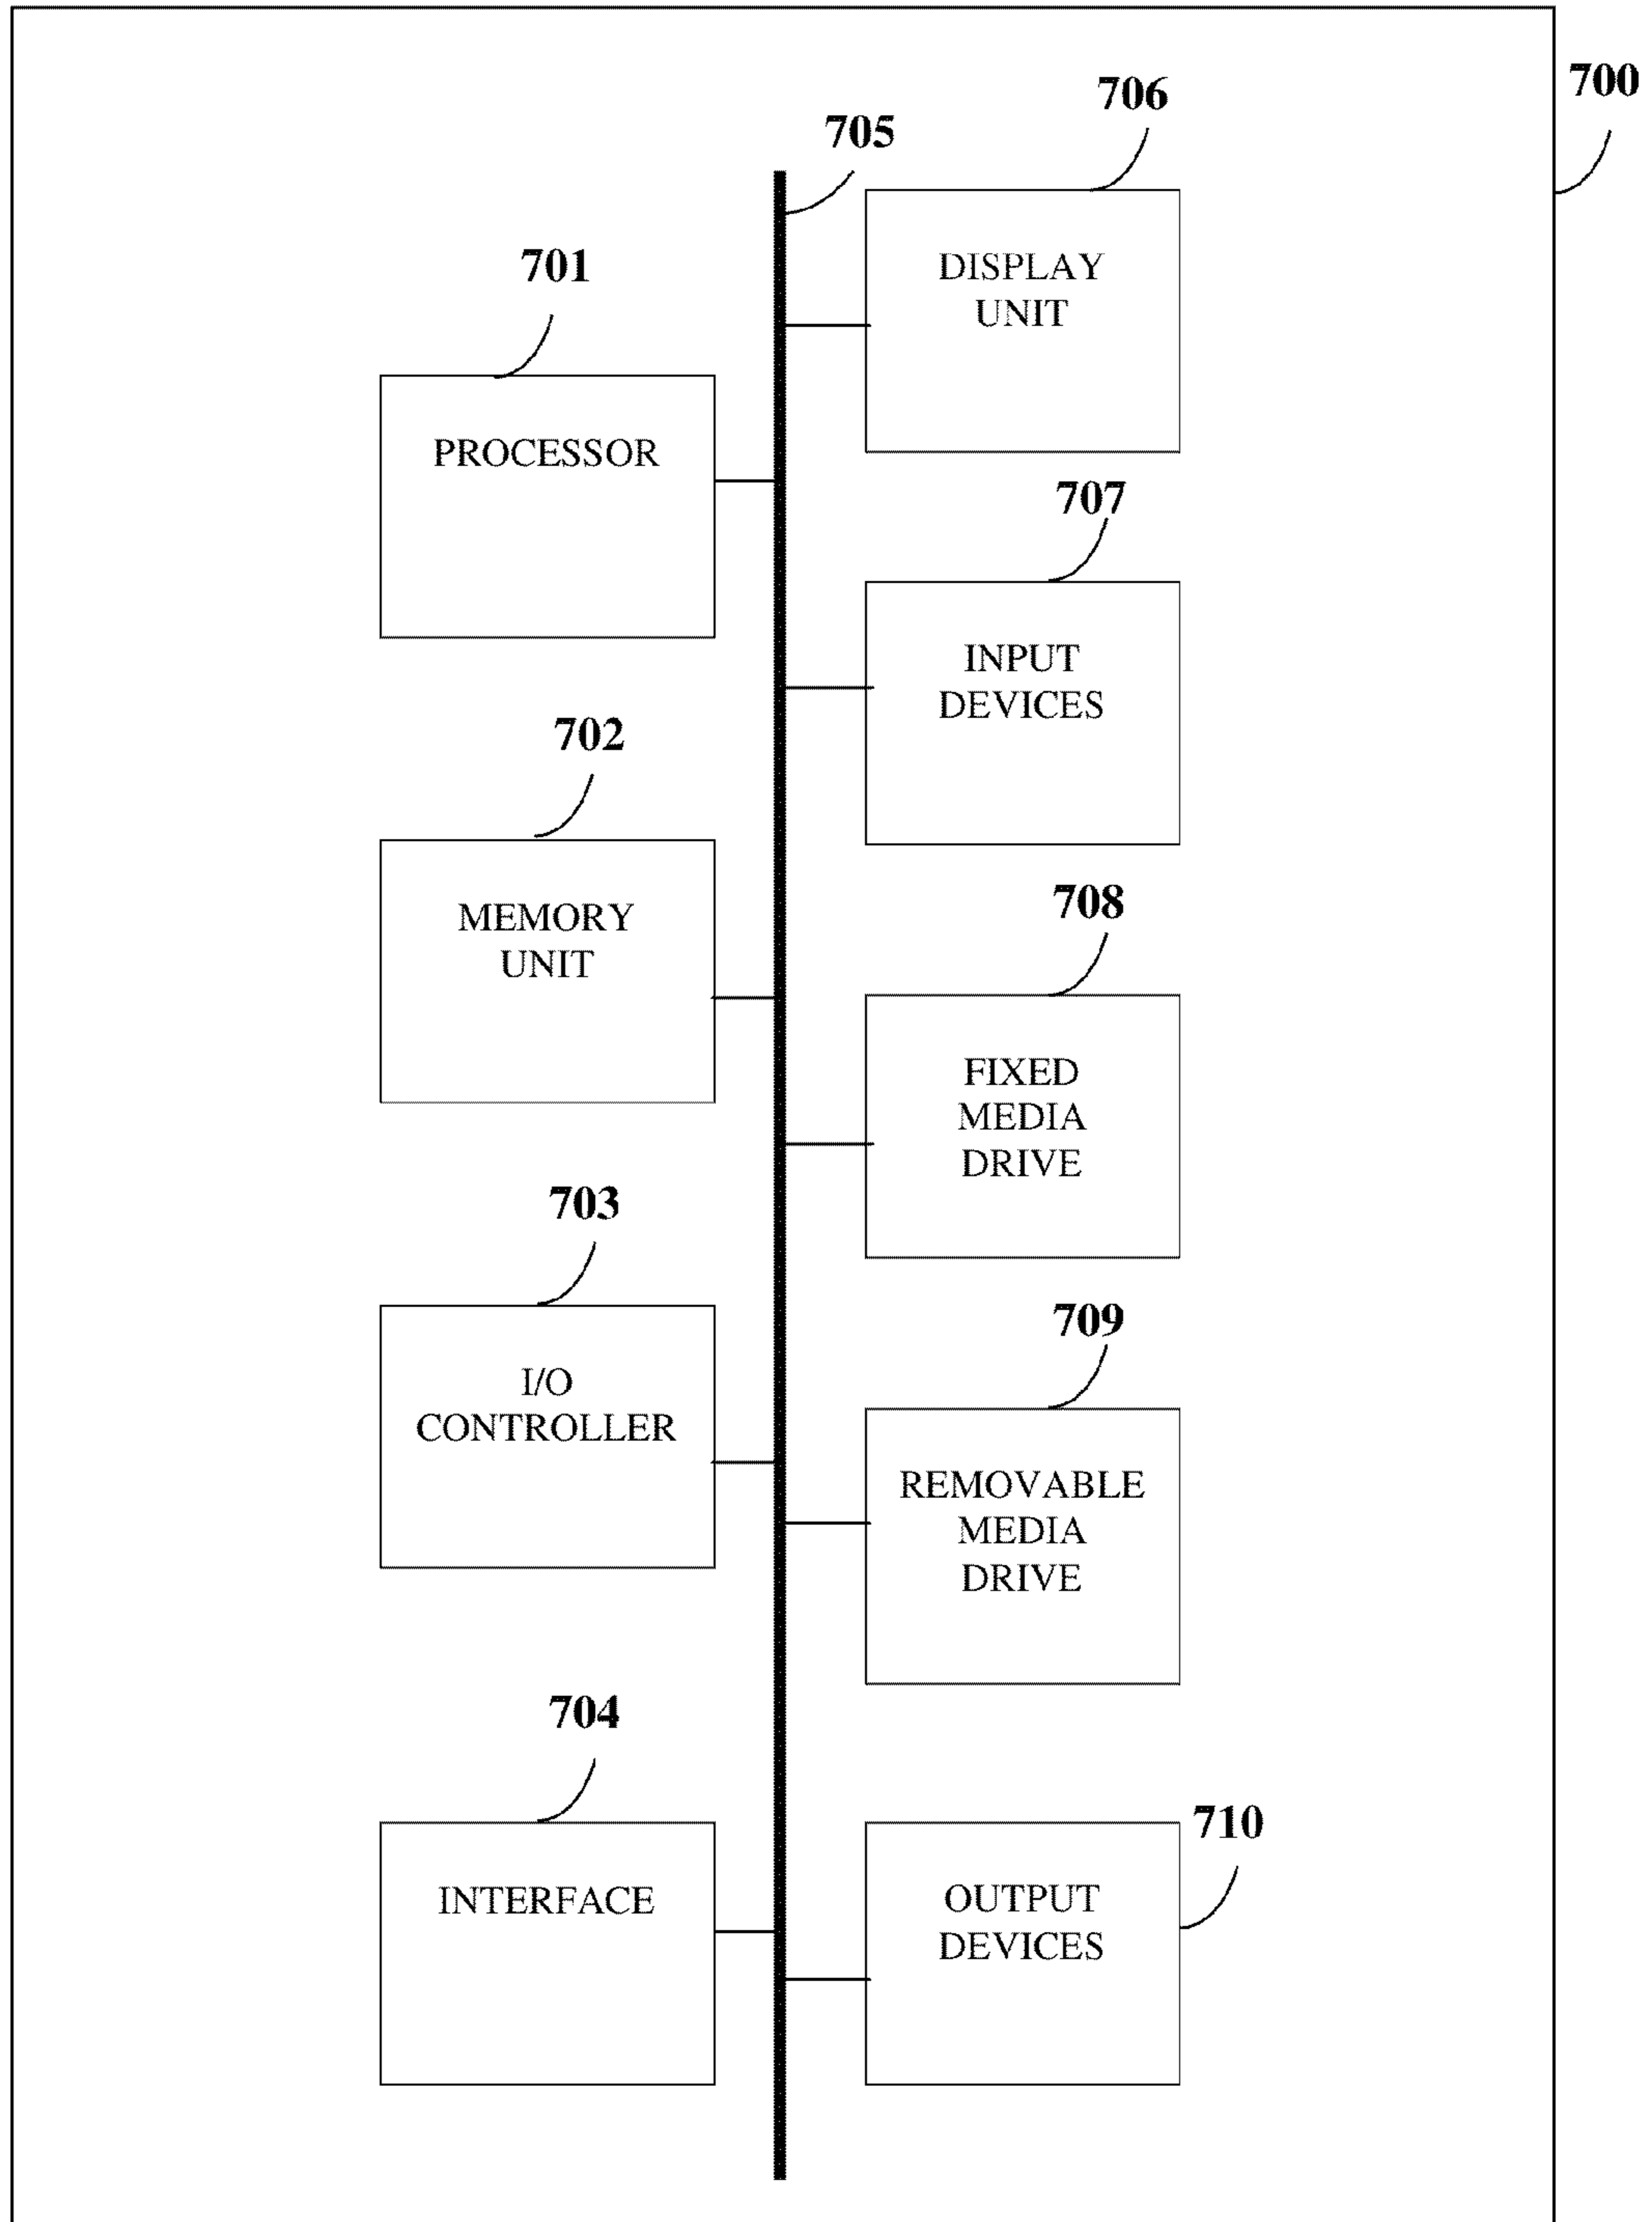 700
706
705
DISPLAY
UNIT
701
PROCESSOR
707
INPUT
DEVICES
702
MEMORY
UNIT
708
FIXED
MEDIA
DRIVE
703
I/O
CONTROLLER
709
REMOVABLE
MEDIA
DRIVE
704
INTERFACE
710
OUTPUT
DEVICES